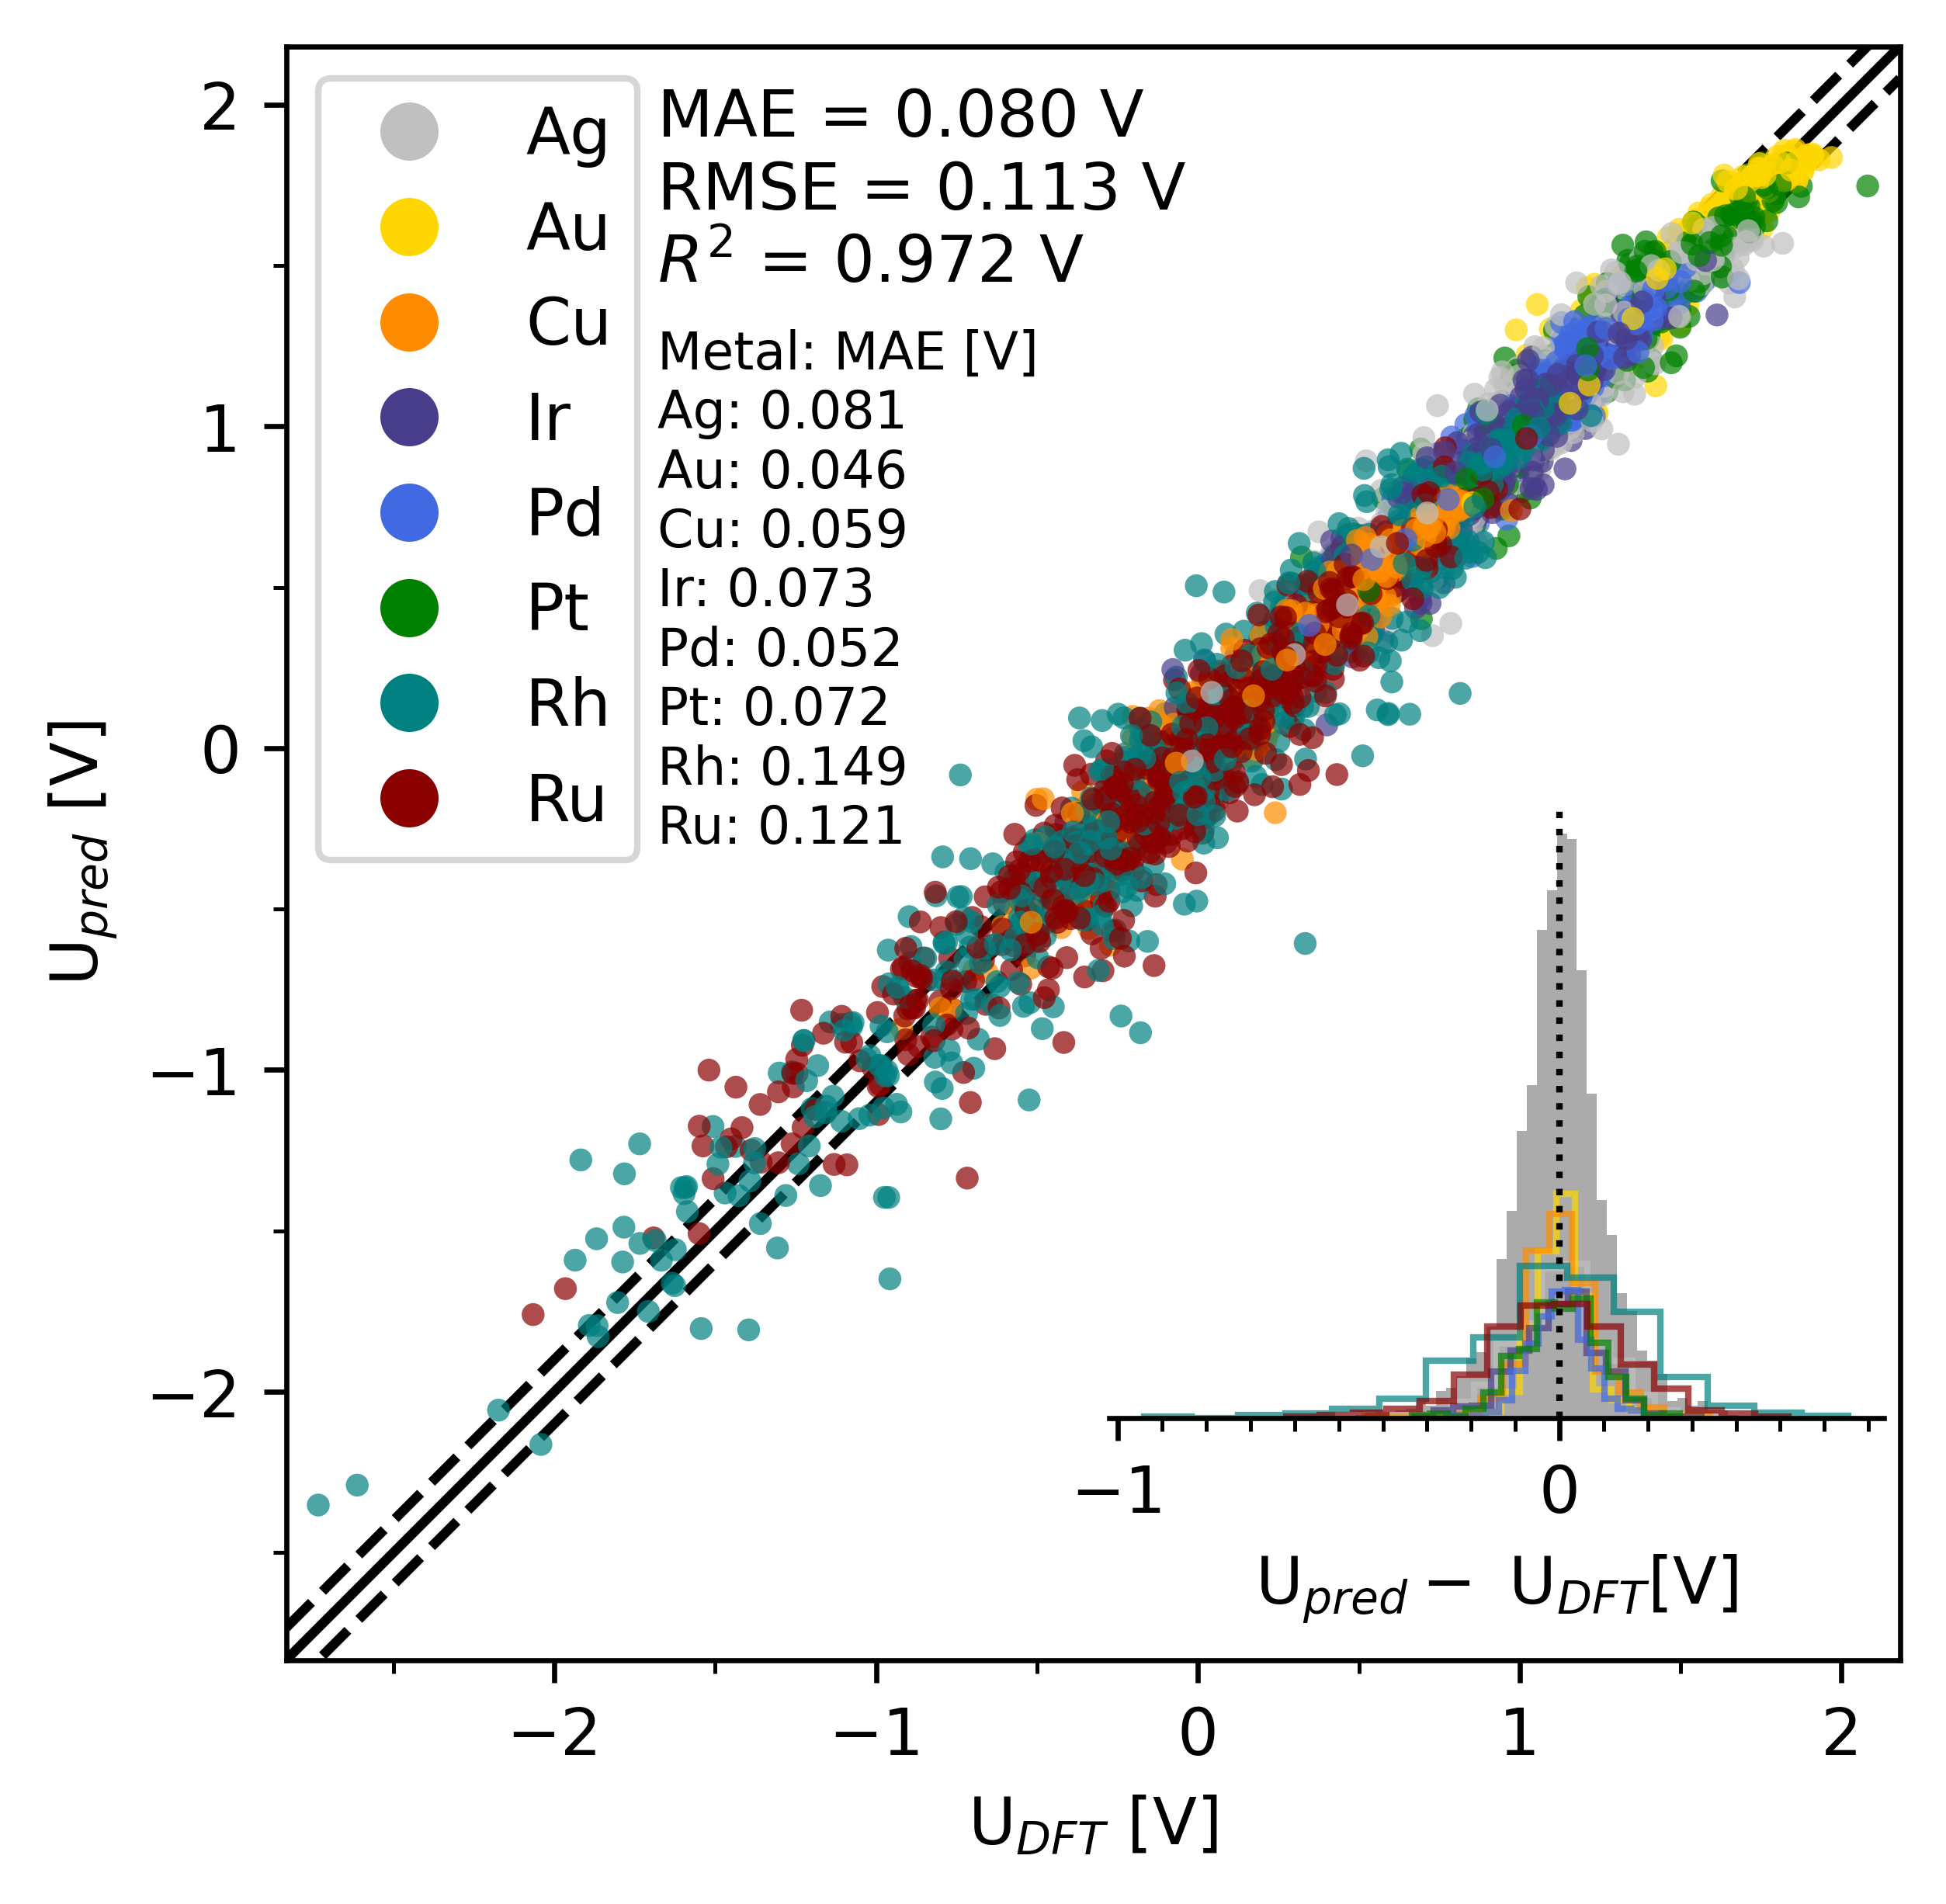 Ag
Au
Cu
Ir
Pd
Pt
Rh
Ru
MAE = 0.080 V
RMSE = 0.113 V
R² = 0.972 V
Metal: MAE [V]
Ag: 0.081
Au: 0.046
Cu: 0.059
Ir: 0.073
Pd: 0.052
Pt: 0.072
Rh: 0.149
Ru: 0.121
2
1
0
−1
−2
U_pred [V]
−1 0
U_pred − U_DFT[V]
−2 −1 0 1 2
U_DFT [V]